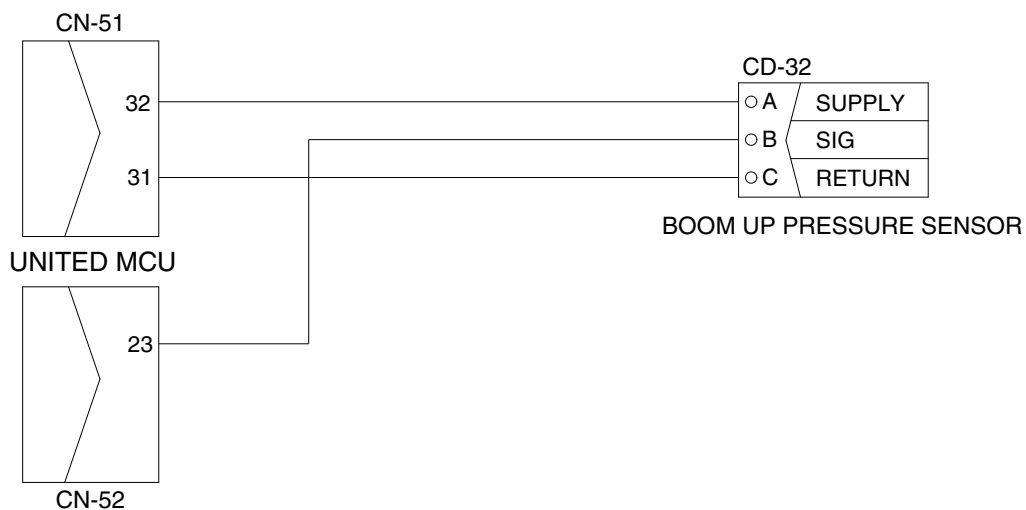 CN-51
CD-32
32
A SUPPLY
B SIG
31
C RETURN
BOOM UP PRESSURE SENSOR
UNITED MCU
23
CN-52